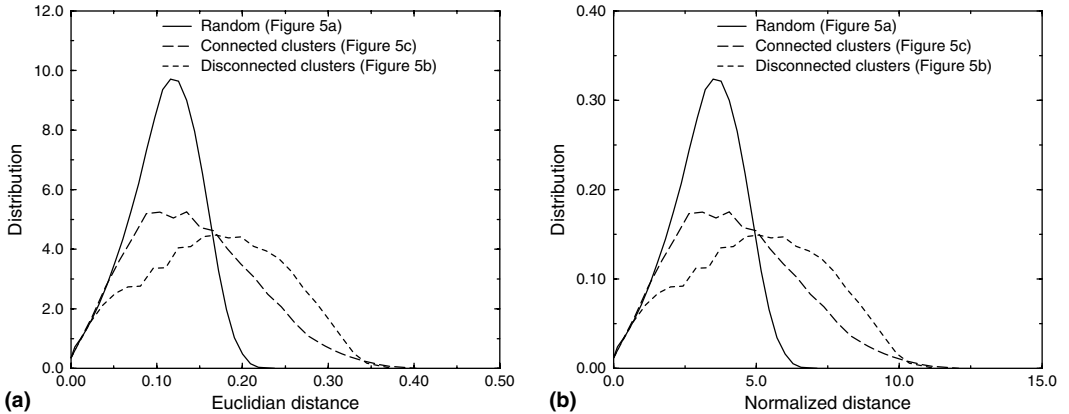 12.0
10.0
8.0
6.0
4.0
2.0
0.0
Distribution
Random (Figure 5a)
Connected clusters (Figure 5c)
Disconnected clusters (Figure 5b)
0.00 0.10 0.20 0.30 0.40 0.50
(a) Euclidian distance
0.40
0.30
0.20
0.10
0.00
Distribution
Random (Figure 5a)
Connected clusters (Figure 5c)
Disconnected clusters (Figure 5b)
0.0 5.0 10.0 15.0
(b) Normalized distance